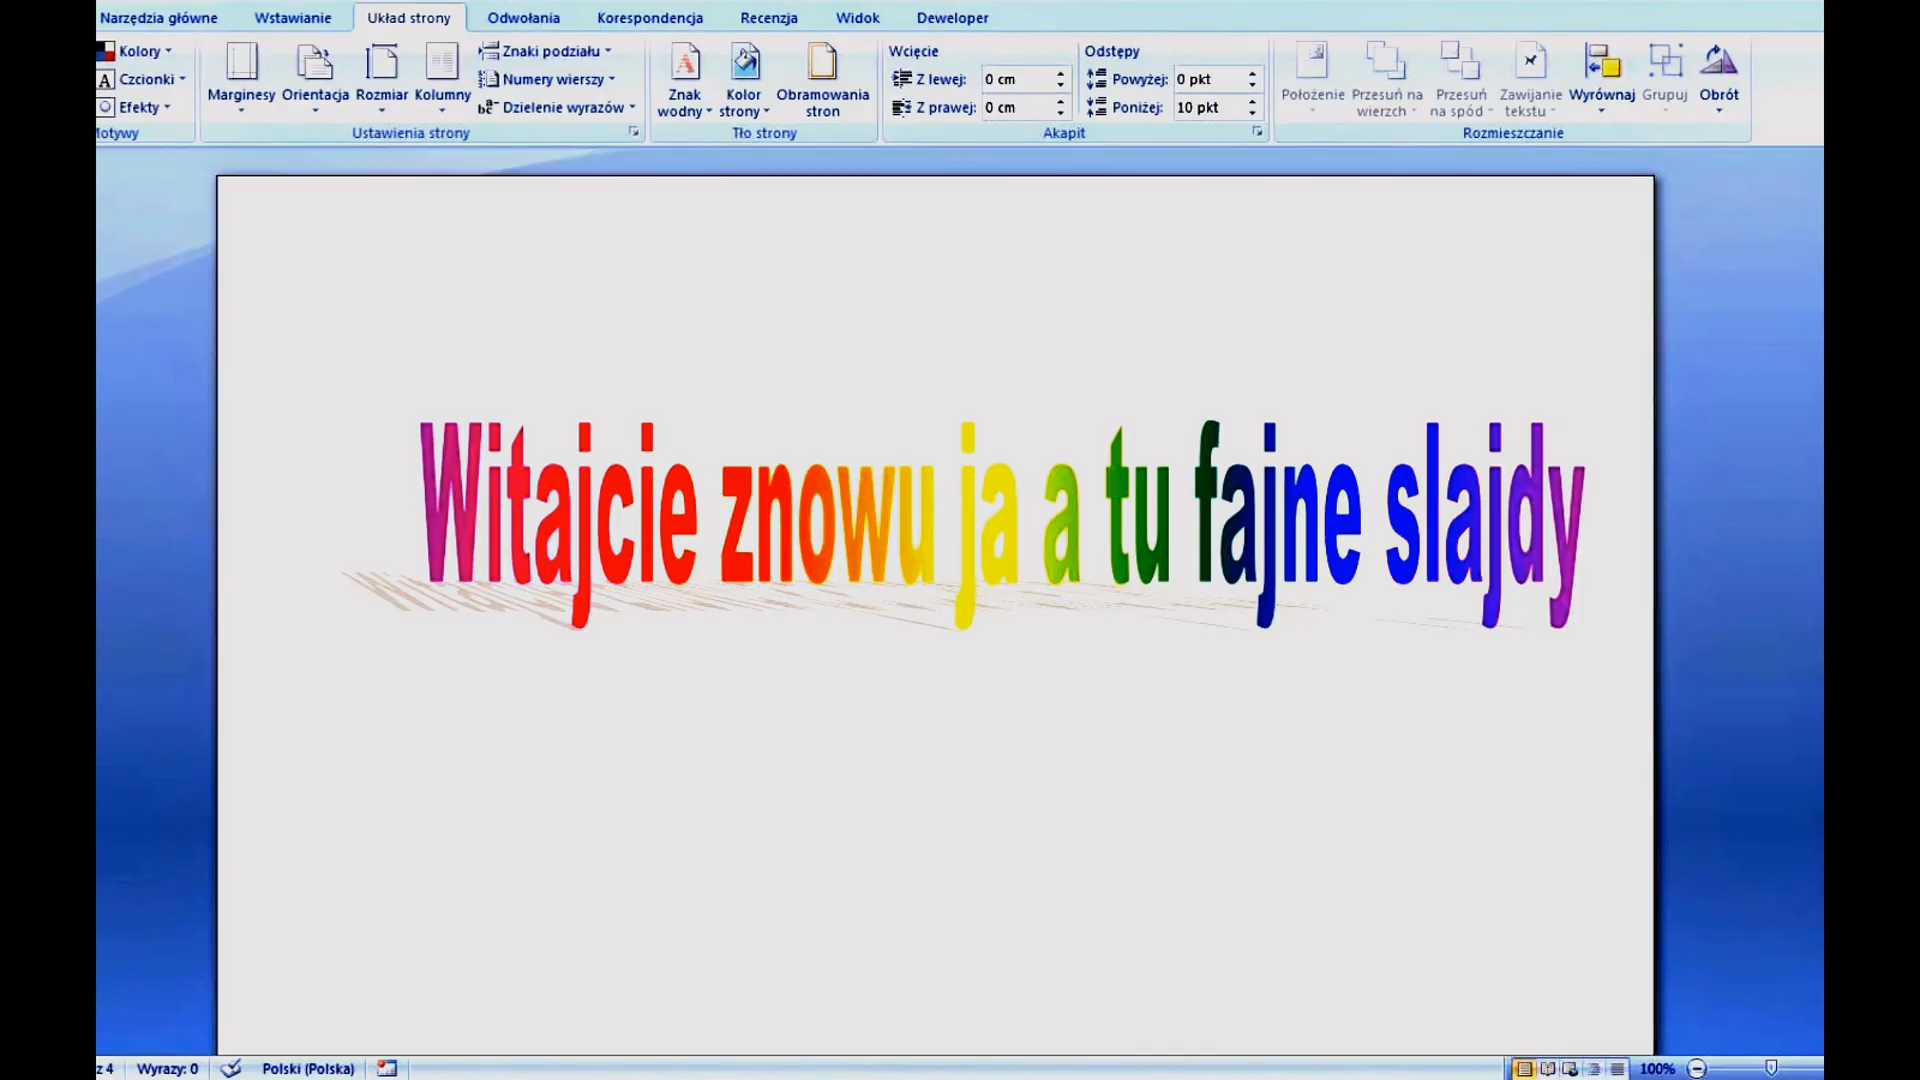 Narzędzia główne Wstawianie Układ strony Odwołania Korespondencja Recenzja Widok Deweloper
Kolory
Czcionki
Efekty
Motywy
Marginesy Orientacja Rozmiar Kolumny
Znaki podziału
Numery wierszy
Dzielenie wyrazów
Ustawienia strony
Znak wodny
Kolor strony
Obramowania stron
Tło strony
Wcięcie
Z lewej: 0 cm
Z prawej: 0 cm
Odstępy
Powyżej: 0 pkt
Poniżej: 10 pkt
Akapit
Położenie
Przesuń na wierzch
Przesuń na spód
Zawijanie tekstu
Wyrównaj
Grupuj
Obrót
Rozmieszczanie
Witajcie znowu ja a tu fajne slajdy
z 4 Wyrazy: 0 Polski (Polska) 100%